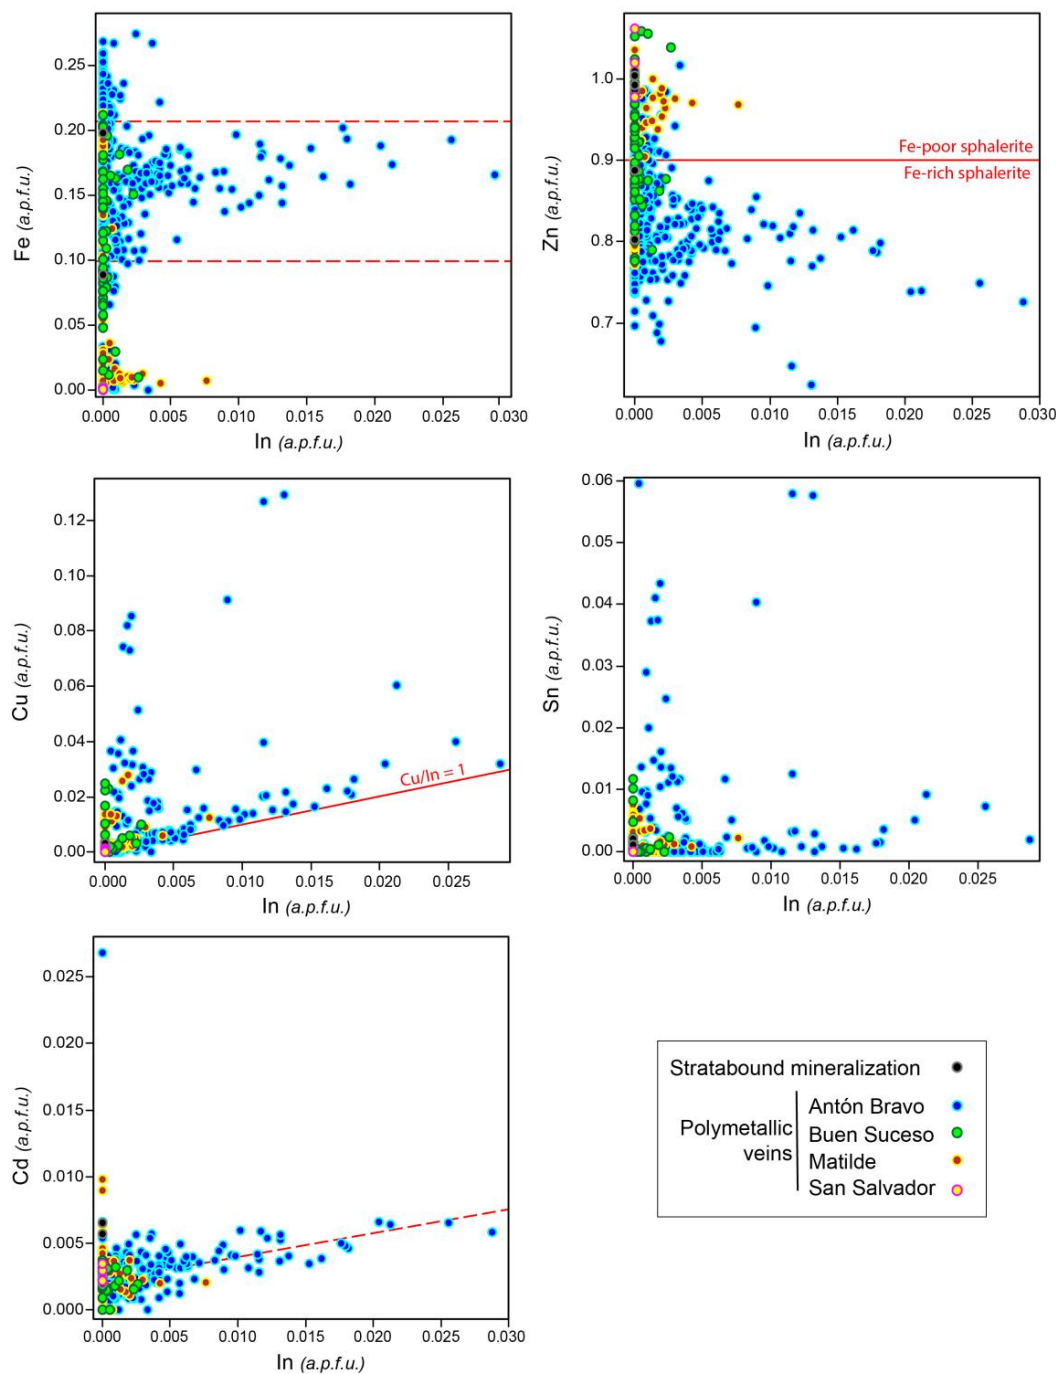 0.25
0.20
0.15
0.10
0.05
0.00
Fe (a.p.f.u.)
0.000 0.005 0.010 0.015 0.020 0.025 0.030
In (a.p.f.u.)
1.0
0.9
0.8
0.7
Zn (a.p.f.u.)
Fe-poor sphalerite
Fe-rich sphalerite
0.000 0.005 0.010 0.015 0.020 0.025 0.030
In (a.p.f.u.)
0.12
0.10
0.08
0.06
0.04
0.02
0.00
Cu (a.p.f.u.)
Cu/In = 1
0.000 0.005 0.010 0.015 0.020 0.025
In (a.p.f.u.)
0.06
0.05
0.04
0.03
0.02
0.01
0.00
Sn (a.p.f.u.)
0.000 0.005 0.010 0.015 0.020 0.025
In (a.p.f.u.)
0.025
0.020
0.015
0.010
0.005
0.000
Cd (a.p.f.u.)
0.000 0.005 0.010 0.015 0.020 0.025 0.030
In (a.p.f.u.)
Stratabound mineralization
Polymetallic
veins
Antón Bravo
Buen Suceso
Matilde
San Salvador